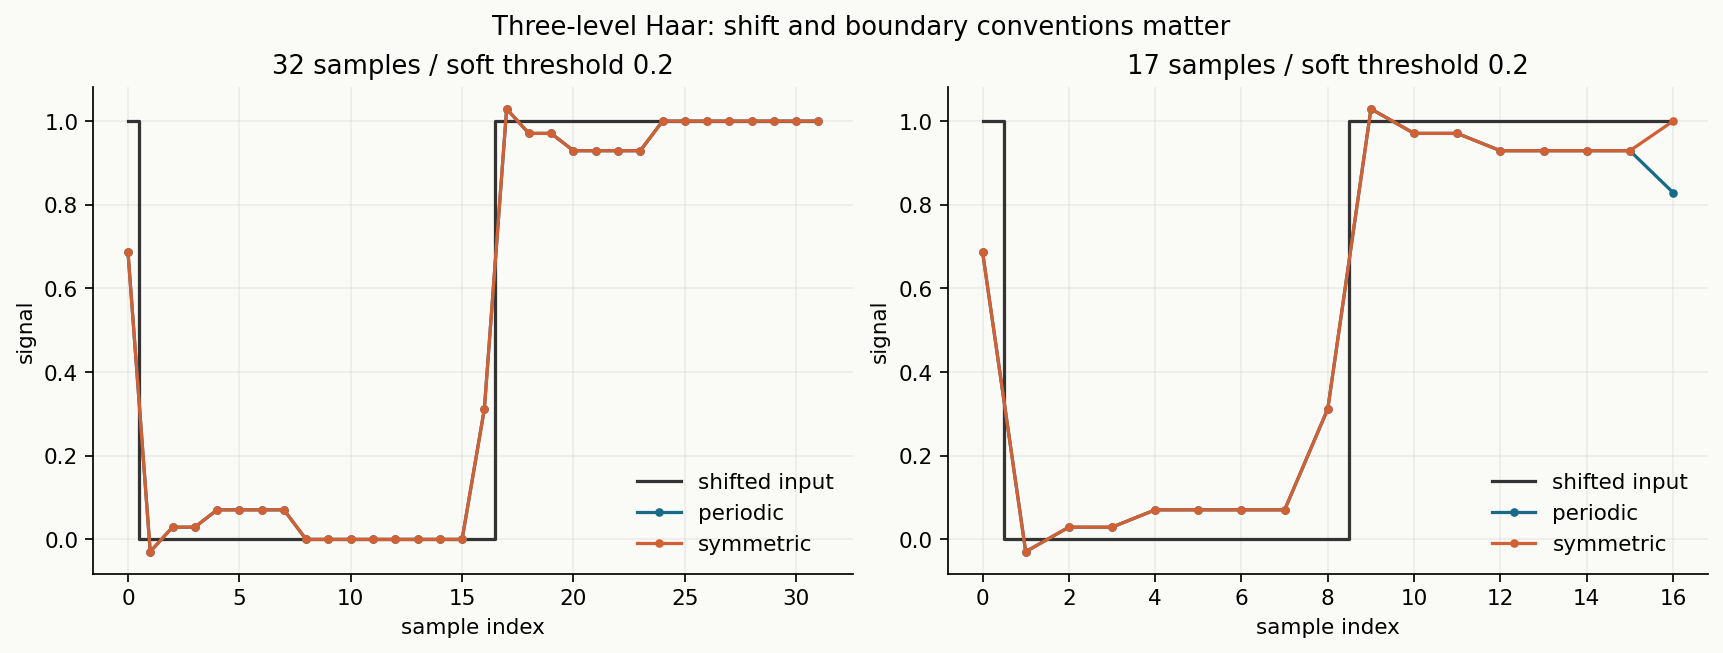 Three-level Haar: shift and boundary conventions matter
32 samples / soft threshold 0.2
signal
1.0
0.8
0.6
0.4
0.2
0.0
shifted input
periodic
symmetric
0 5 10 15 20 25 30
sample index
17 samples / soft threshold 0.2
signal
1.0
0.8
0.6
0.4
0.2
0.0
shifted input
periodic
symmetric
0 2 4 6 8 10 12 14 16
sample index